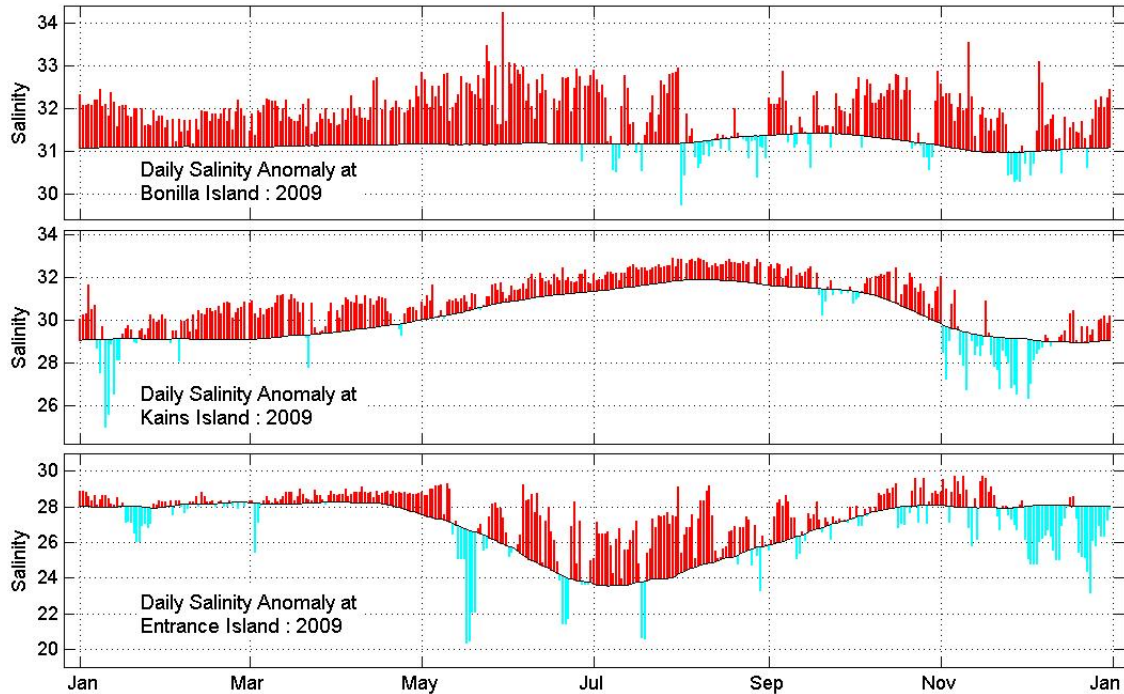 34
33
32
31
30
Salinity
Daily Salinity Anomaly at
Bonilla Island : 2009
34
32
30
28
26
Salinity
Daily Salinity Anomaly at
Kains Island : 2009
30
28
26
24
22
20
Salinity
Daily Salinity Anomaly at
Entrance Island : 2009
Jan Mar May Jul Sep Nov Jan